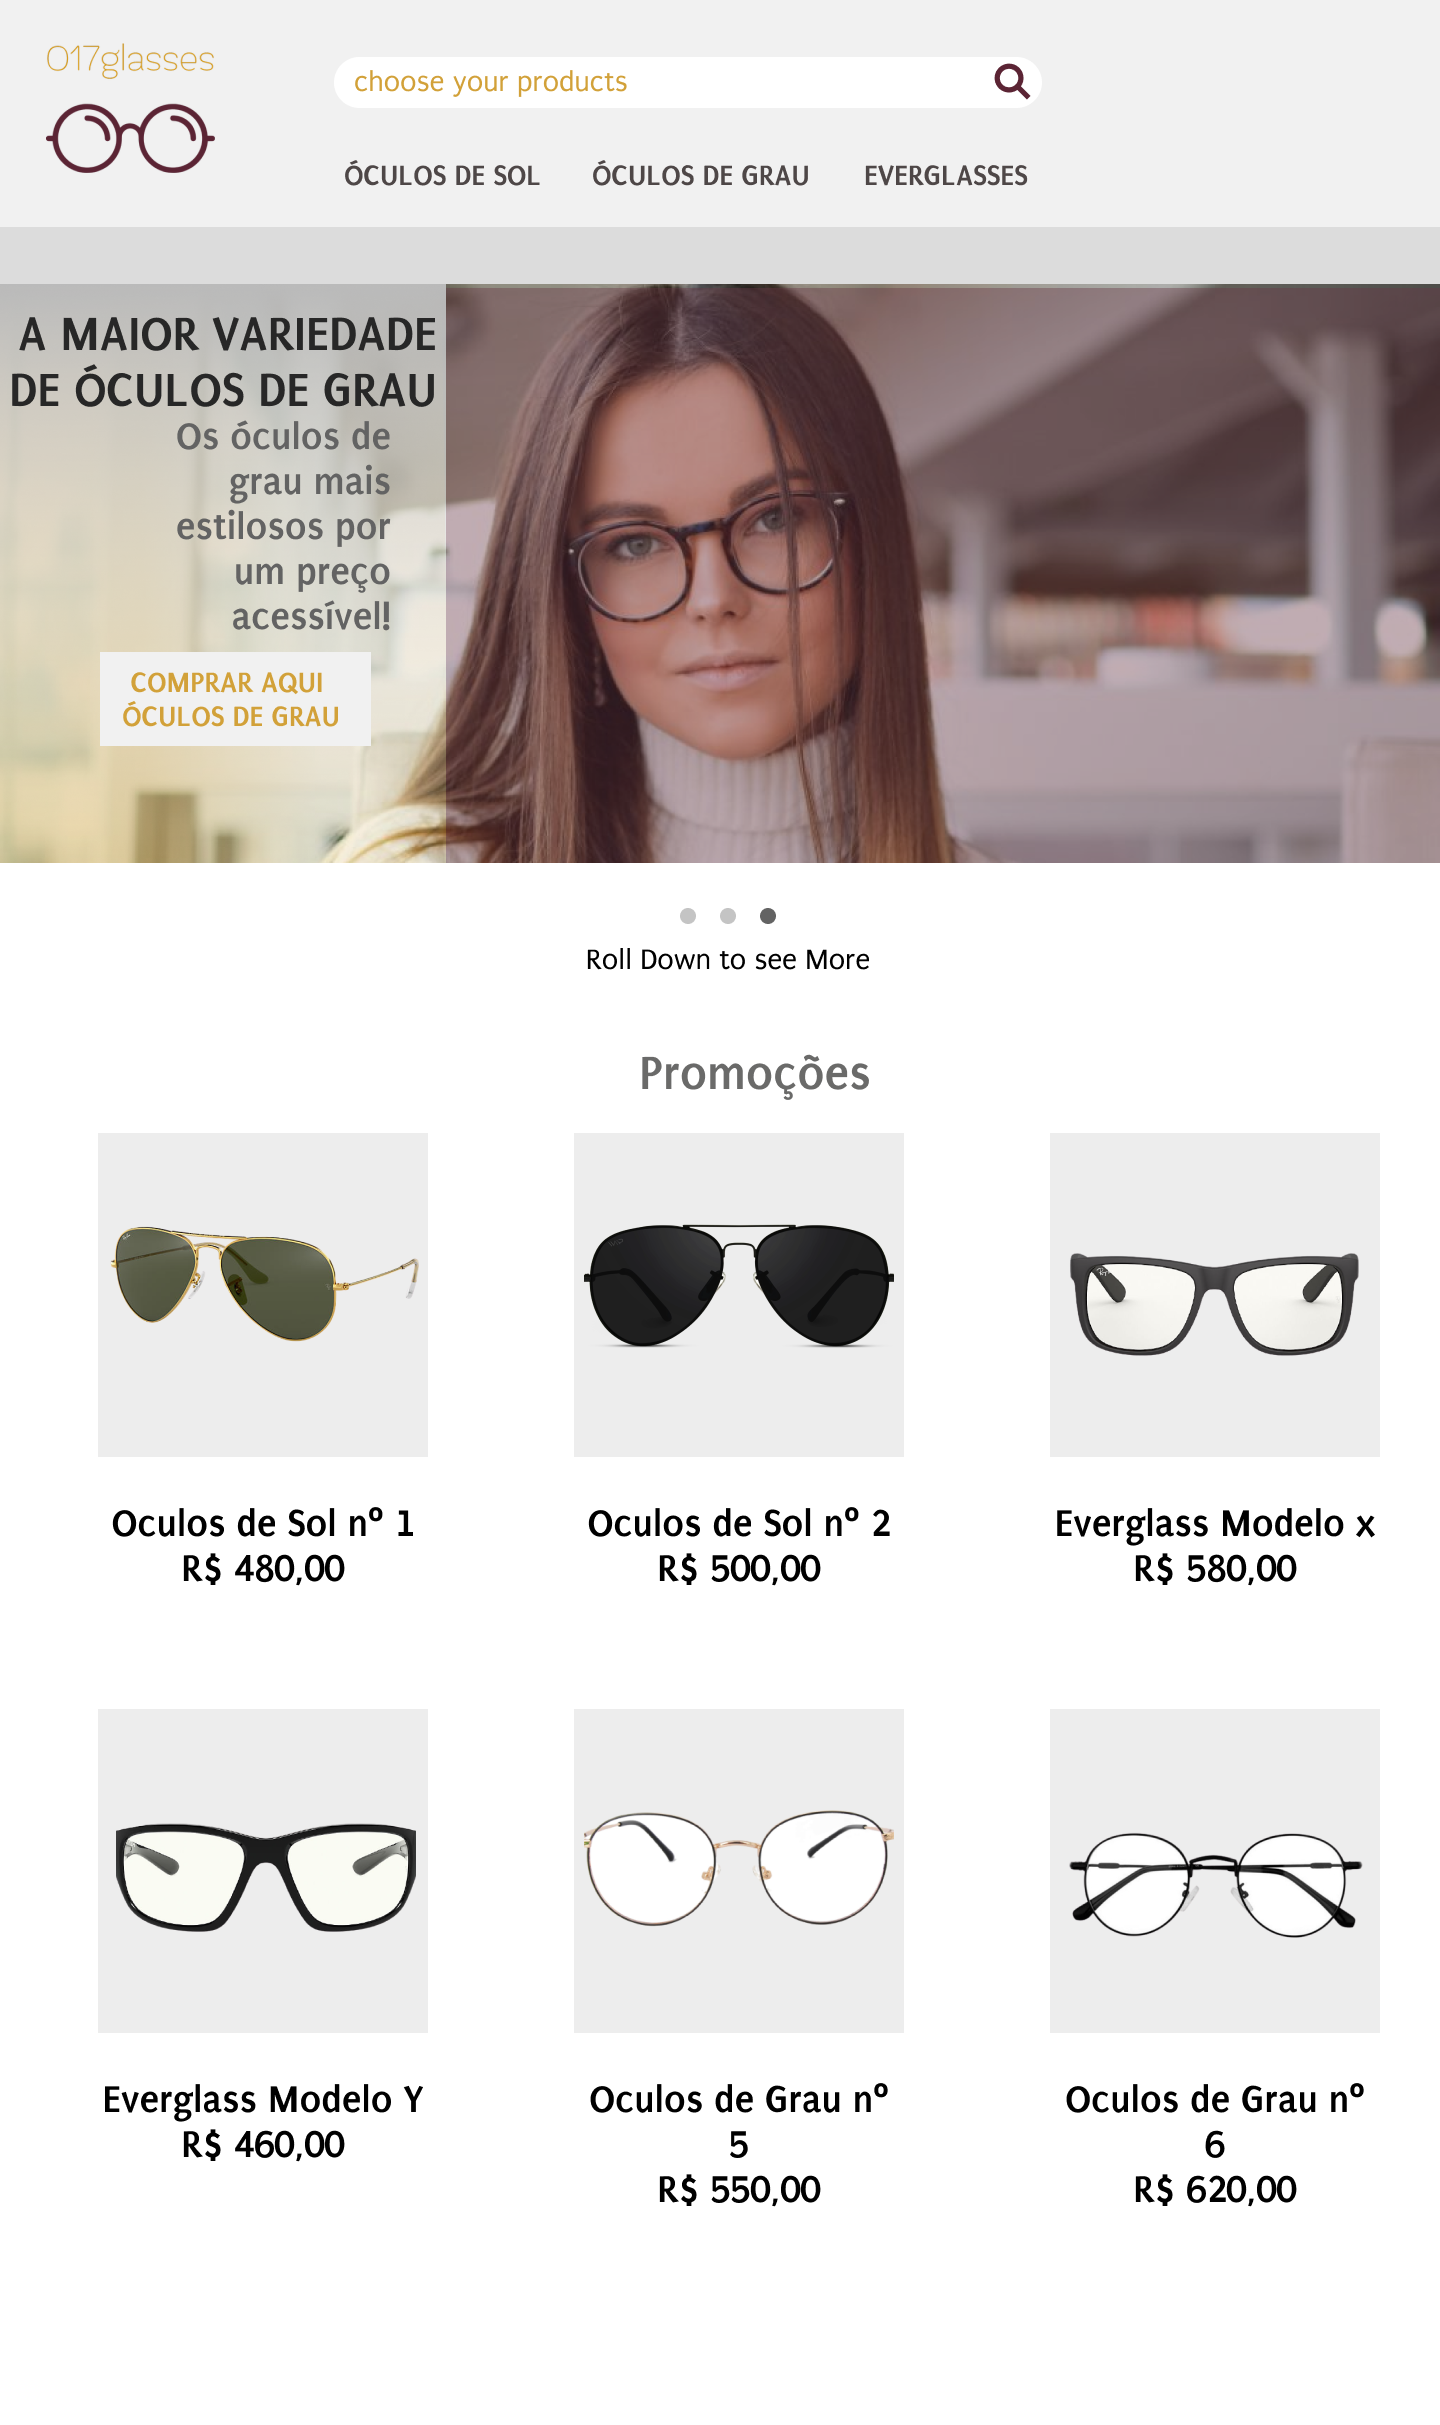 017glasses
choose your products
ÓCULOS DE SOL
ÓCULOS DE GRAU
EVERGLASSES
A MAIOR VARIEDADE
DE ÓCULOS DE GRAU
Os óculos de
grau mais
estilosos por
um preço
acessível!
COMPRAR AQUI
ÓCULOS DE GRAU
Roll Down to see More
Promoções
Oculos de Sol nº 1
R$ 480,00
Oculos de Sol nº 2
R$ 500,00
Everglass Modelo x
R$ 580,00
Everglass Modelo Y
R$ 460,00
Oculos de Grau nº
5
R$ 550,00
Oculos de Grau nº
6
R$ 620,00